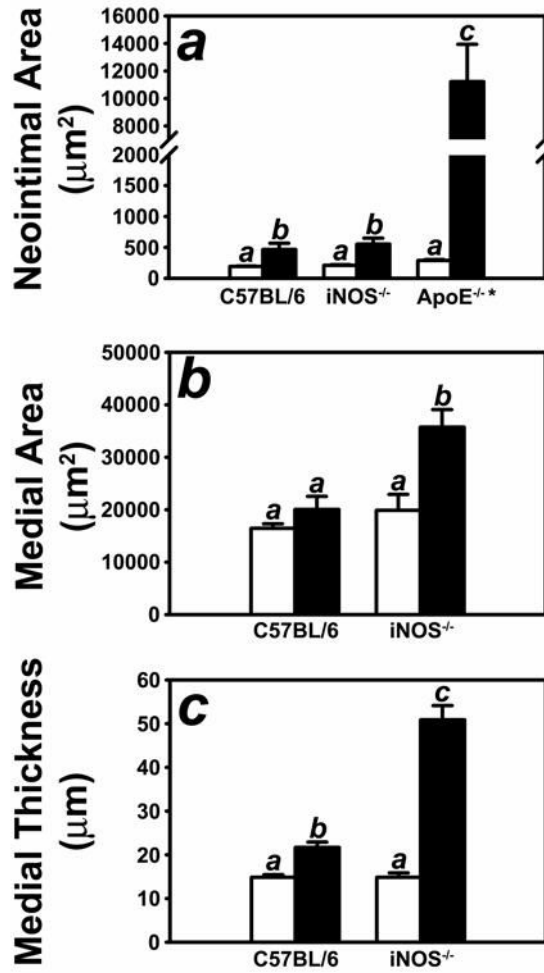 a
Neointimal Area
(μm²)
16000
14000
12000
10000
8000
2000
1500
1000
500
0
a b a b a c
C57BL/6 iNOS⁻/⁻ ApoE⁻/⁻ *
b
Medial Area
(μm²)
50000
40000
30000
20000
10000
0
a a a b
C57BL/6 iNOS⁻/⁻
c
Medial Thickness
(μm)
60
50
40
30
20
10
0
a b a c
C57BL/6 iNOS⁻/⁻